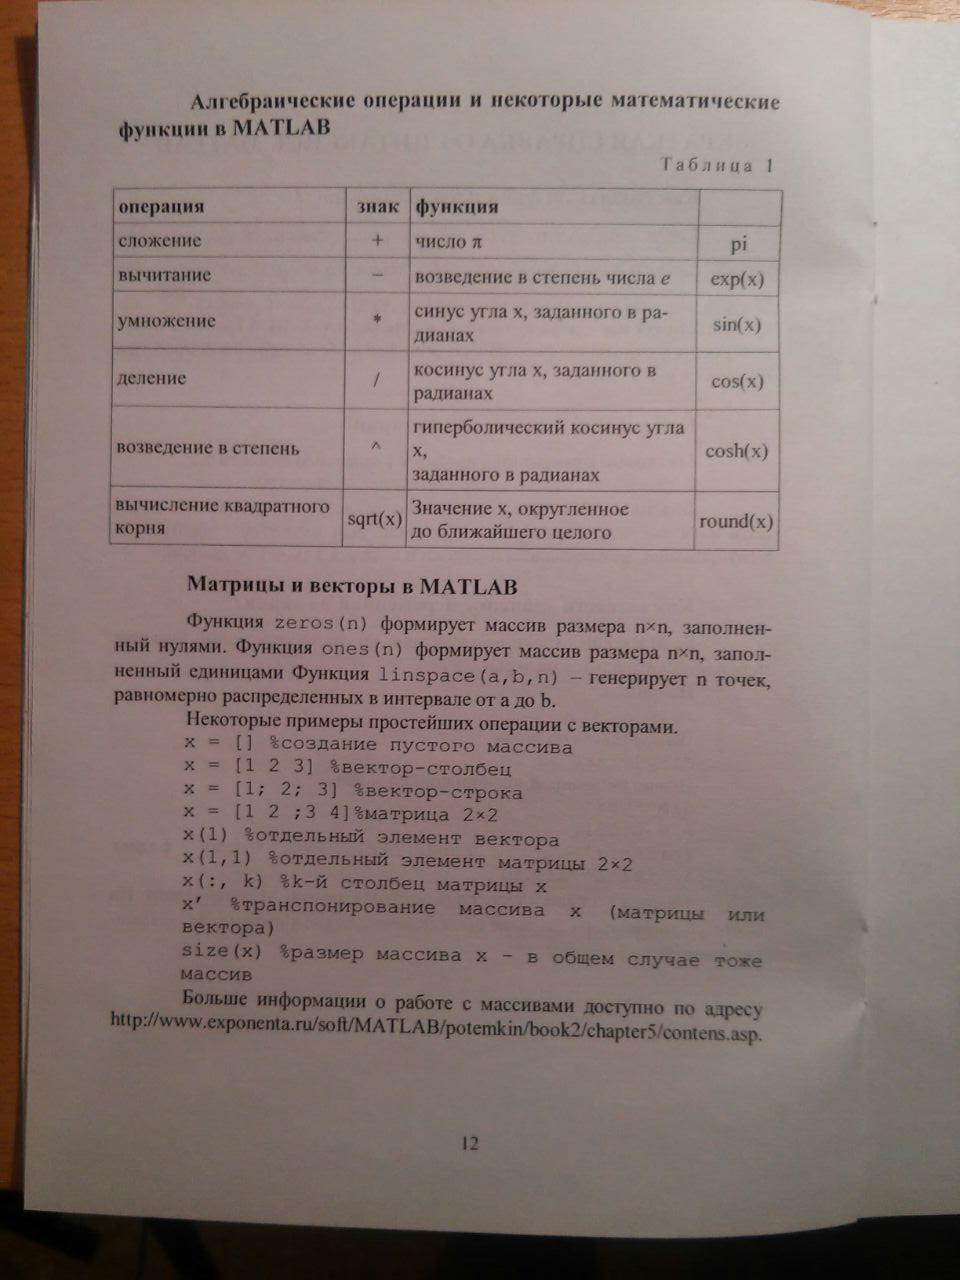 Алгебраические операции и некоторые математические
функции в MATLAB
Таблица 1
операция знак функция
сложение + число π pi
вычитание − возведение в степень числа e exp(x)
умножение * синус угла x, заданного в ра-
дианах sin(x)
деление / косинус угла x, заданного в
радианах cos(x)
возведение в степень ^ гиперболический косинус угла
x,
заданного в радианах cosh(x)
вычисление квадратного
корня sqrt(x) Значение x, округленное
до ближайшего целого round(x)
Матрицы и векторы в MATLAB
Функция zeros(n) формирует массив размера n×n, заполнен-
ный нулями. Функция ones(n) формирует массив размера n×n, запол-
ненный единицами Функция linspace(a,b,n) – генерирует n точек,
равномерно распределенных в интервале от a до b.
Некоторые примеры простейших операции с векторами.
x = [] %создание пустого массива
x = [1 2 3] %вектор-столбец
x = [1; 2; 3] %вектор-строка
x = [1 2 ;3 4]%матрица 2×2
x(1) %отдельный элемент вектора
x(1,1) %отдельный элемент матрицы 2×2
x(:, k) %k-й столбец матрицы x
x' %транспонирование массива x (матрицы или
вектора)
size(x) %размер массива x - в общем случае тоже
массив
Больше информации о работе с массивами доступно по адресу
http://www.exponenta.ru/soft/MATLAB/potemkin/book2/chapter5/contens.asp.
12